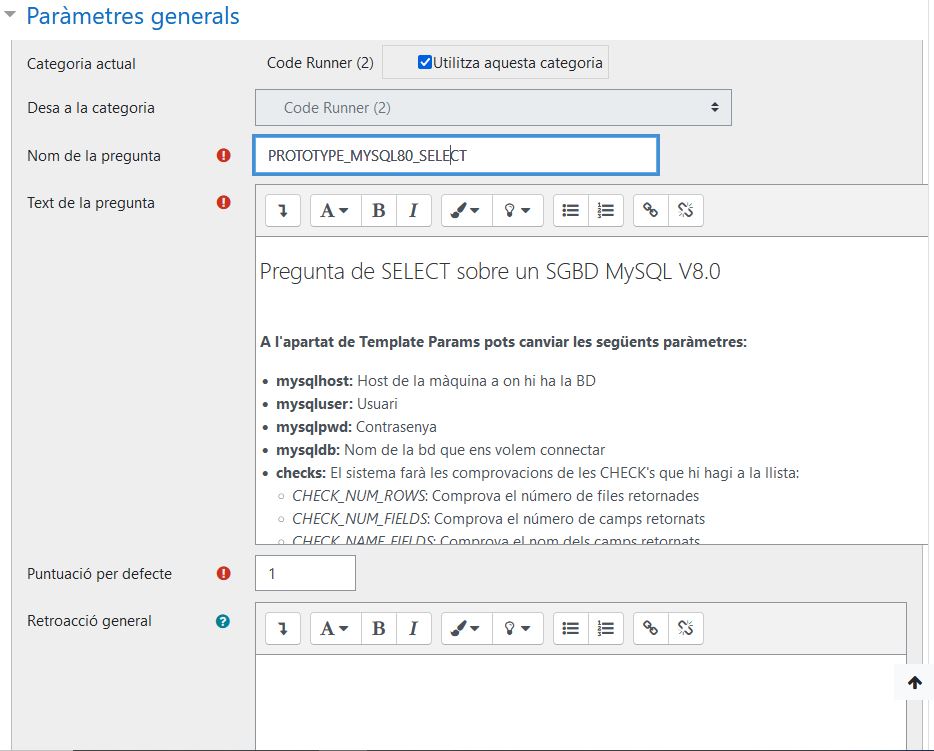 Paràmetres generals
Categoria actual
Code Runner (2)
Utilitza aquesta categoria
Desa a la categoria
Code Runner (2)
Nom de la pregunta
PROTOTYPE_MYSQL80_SELECT
Text de la pregunta
A B I
Pregunta de SELECT sobre un SGBD MySQL V8.0
A l'apartat de Template Params pots canviar les següents paràmetres:
mysqlhost: Host de la màquina a on hi ha la BD
mysqluser: Usuari
mysqlpwd: Contrasenya
mysqldb: Nom de la bd que ens volem connectar
checks: El sistema farà les comprovacions de les CHECK's que hi hagi a la llista:
CHECK_NUM_ROWS: Comprova el número de files retornades
CHECK_NUM_FIELDS: Comprova el número de camps retornats
CHECK_NAME_FIELDS: Comprova el nom dels camps retornats
Puntuació per defecte
1
Retroacció general
A B I